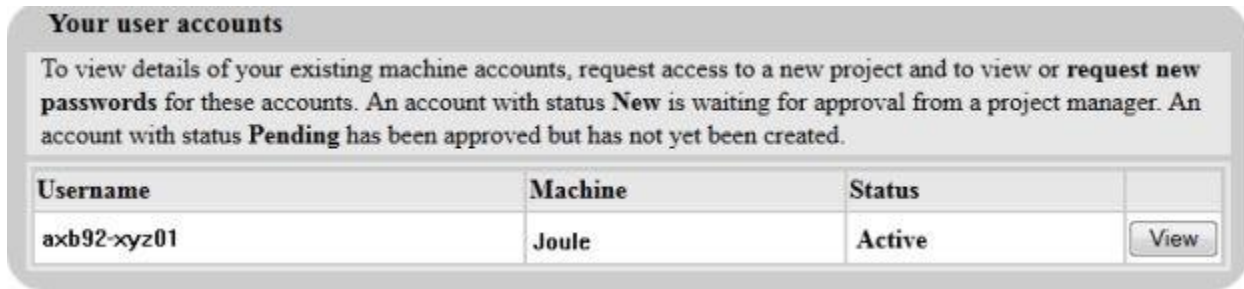 Your user accounts
To view details of your existing machine accounts, request access to a new project and to view or request new
passwords for these accounts. An account with status New is waiting for approval from a project manager. An
account with status Pending has been approved but has not yet been created.
Username Machine Status
axb92-xyz01 Joule Active View